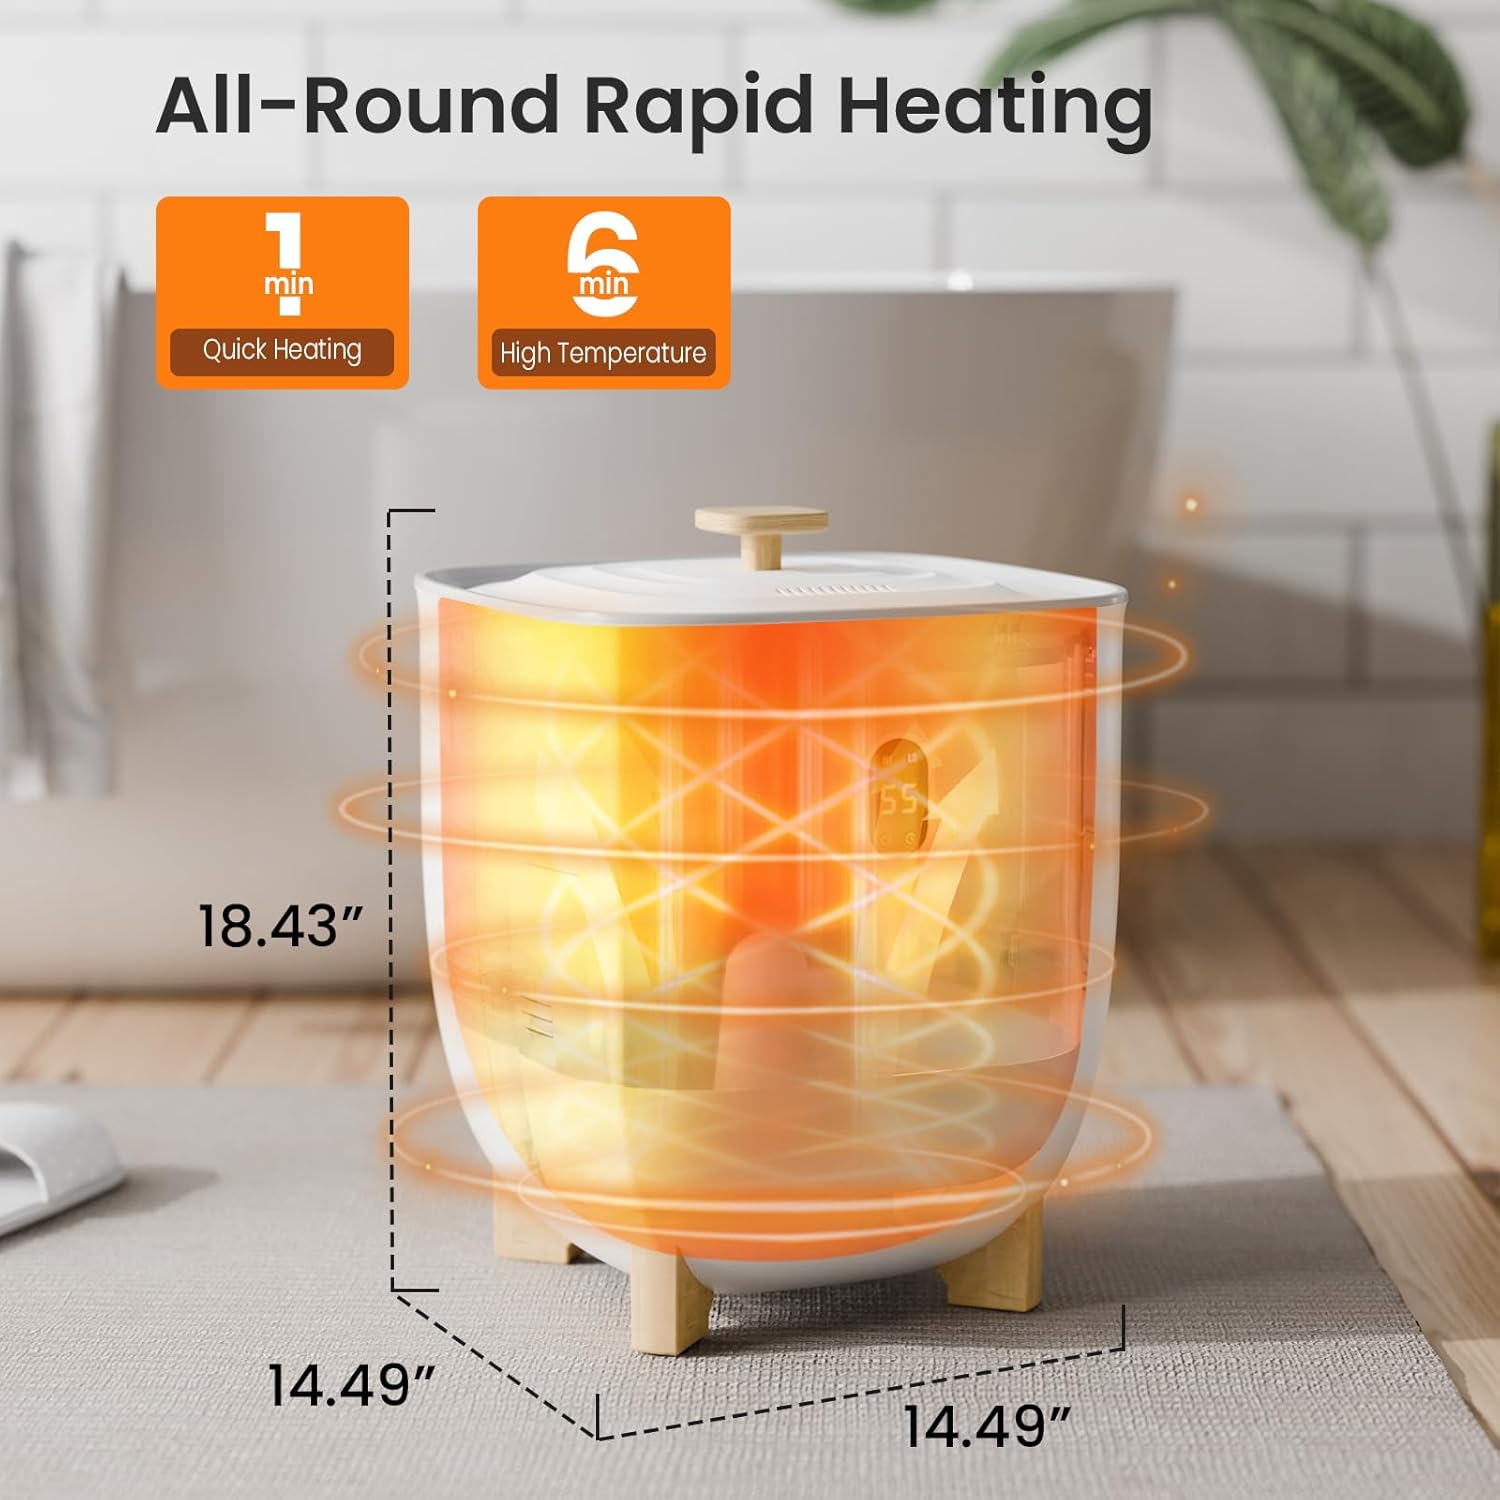 All-Round Rapid Heating
1
min
Quick Heating
6
min
High Temperature
55
18.43”
14.49”
14.49”